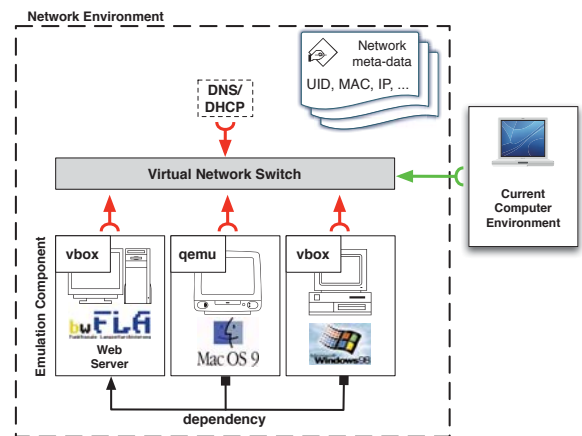 Network Environment
Network
meta-data
UID, MAC, IP, ...
DNS/
DHCP
Virtual Network Switch
Current
Computer
Environment
Emulation Component
vbox
qemu
vbox
bwFLA
Web
Server
Mac OS 9
Windows98
dependency